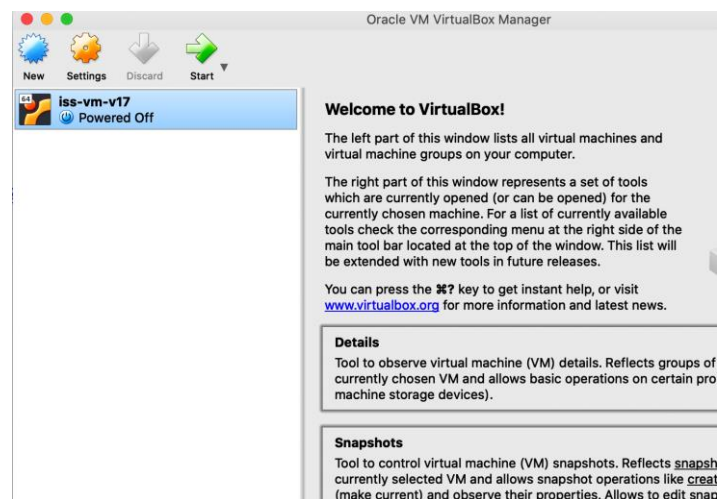 Oracle VM VirtualBox Manager
New Settings Discard Start
64
iss-vm-v17
Powered Off
Welcome to VirtualBox!
The left part of this window lists all virtual machines and
virtual machine groups on your computer.
The right part of this window represents a set of tools
which are currently opened (or can be opened) for the
currently chosen machine. For a list of currently available
tools check the corresponding menu at the right side of the
main tool bar located at the top of the window. This list will
be extended with new tools in future releases.
You can press the ⌘? key to get instant help, or visit
www.virtualbox.org for more information and latest news.
Details
Tool to observe virtual machine (VM) details. Reflects groups of
currently chosen VM and allows basic operations on certain pro
machine storage devices).
Snapshots
Tool to control virtual machine (VM) snapshots. Reflects snapsh
currently selected VM and allows snapshot operations like creat
(make current) and observe their properties. Allows to edit snap